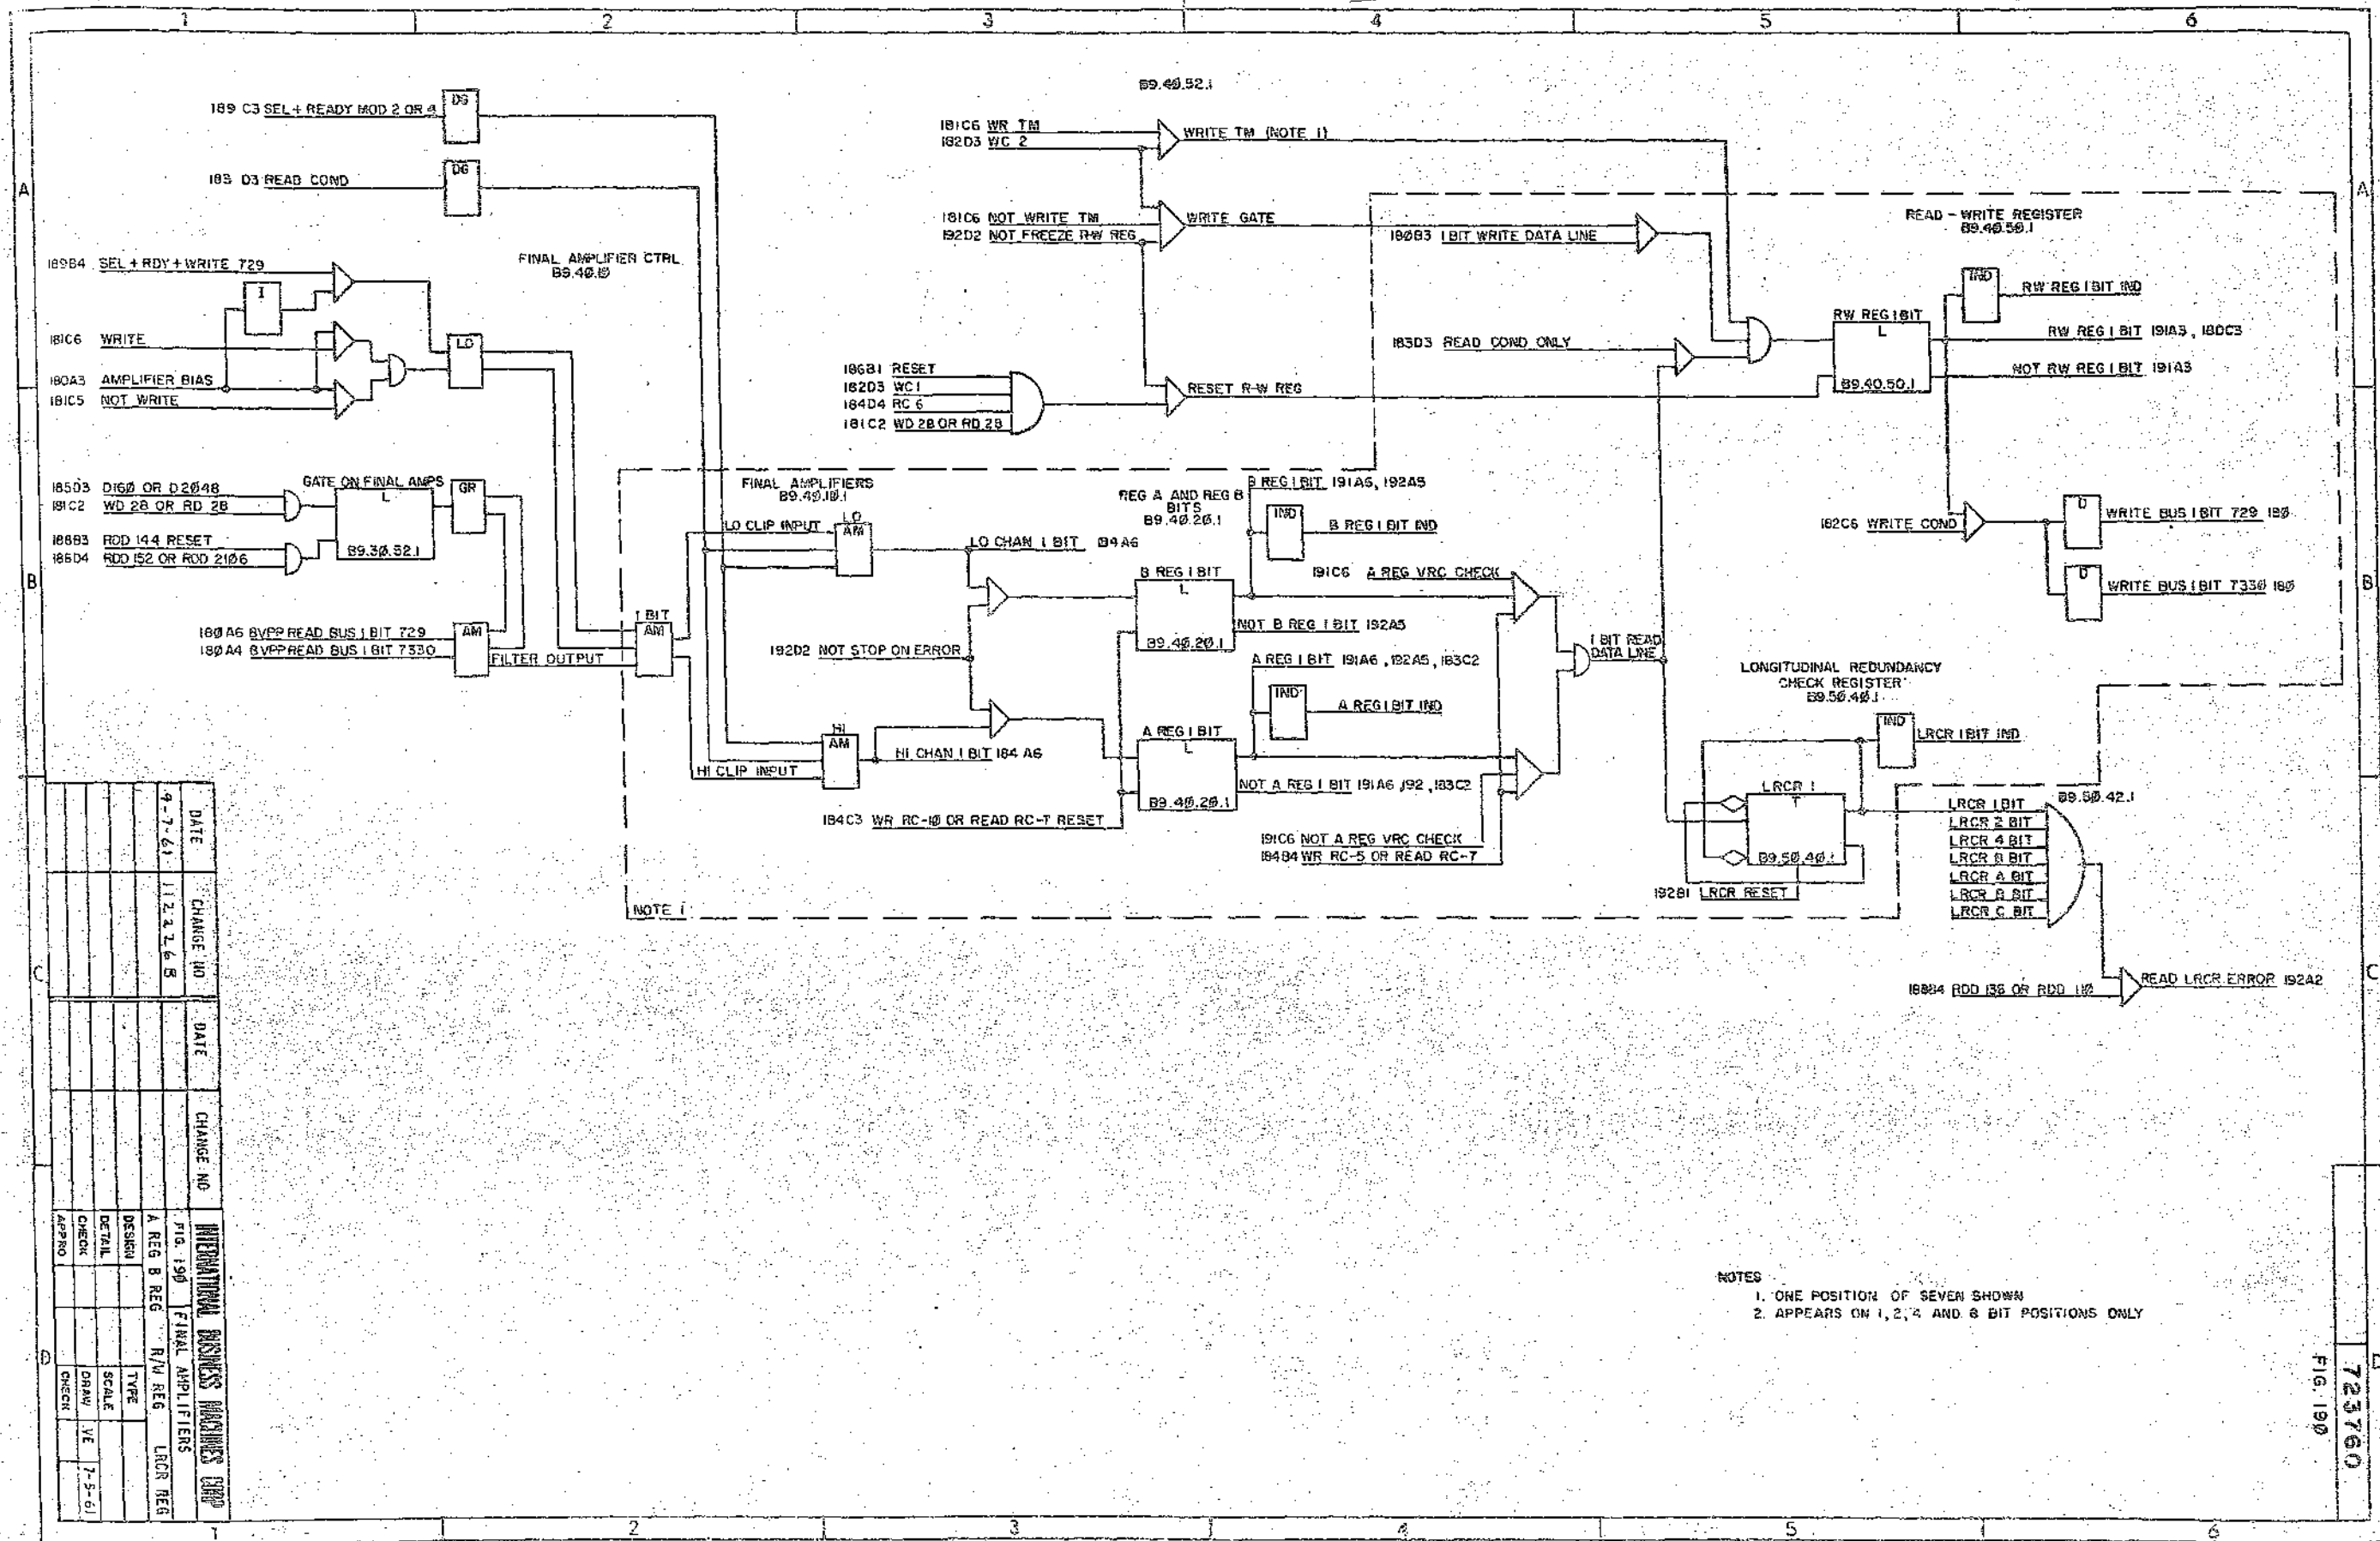 1 2 3 4 5 6
B9.40.52.1
189 C3 SEL + READY MOD 2 OR 4
DG
183 D3 READ COND
DG
181C6 WR TM
182D3 WC 2
WRITE TM (NOTE 1)
A
A
181C6 NOT WRITE TM
192D2 NOT FREEZE R-W REG
WRITE GATE
180B3 1 BIT WRITE DATA LINE
READ - WRITE REGISTER
B9.40.50.1
189B4 SEL + RDY + WRITE 729
I
FINAL AMPLIFIER CTRL
B9.40.10
IND
RW REG 1 BIT IND
181C6 WRITE
LD
183D3 READ COND ONLY
RW REG 1 BIT
L
B9.40.50.1
RW REG 1 BIT 191A3, 180C3
NOT RW REG 1 BIT 191A3
180A3 AMPLIFIER BIAS
181C5 NOT WRITE
186B1 RESET
182D3 WC1
184D4 RC 6
181C2 WD 28 OR RD 28
RESET R-W REG
185D3 D160 OR D2048
181C2 WD 28 OR RD 28
GATE ON FINAL AMPS
L
B9.30.52.1
GR
188B3 RDD 144 RESET
186D4 RDD 152 OR RDD 2106
FINAL AMPLIFIERS
B9.40.10.1
LO CLIP INPUT
LO
AM
LO CHAN 1 BIT 184A6
REG A AND REG B
BITS
B9.40.20.1
B REG 1 BIT 191A6, 192A5
IND
B REG 1 BIT IND
182C6 WRITE COND
D
WRITE BUS 1 BIT 729 180
D
WRITE BUS 1 BIT 7330 180
B
B
180 A6 BVPP READ BUS 1 BIT 729
180 A4 BVPP READ BUS 1 BIT 7330
AM
FILTER OUTPUT
1 BIT
AM
192D2 NOT STOP ON ERROR
B REG 1 BIT
L
B9.40.20.1
NOT B REG 1 BIT 192A5
191C6 A REG VRC CHECK
1 BIT READ
DATA LINE
A REG 1 BIT 191A6, 192A5, 183C2
IND
A REG 1 BIT IND
LONGITUDINAL REDUNDANCY
CHECK REGISTER
B9.50.40.1
IND
LRCR 1 BIT IND
HI
AM
HI CHAN 1 BIT 184 A6
HI CLIP INPUT
A REG 1 BIT
L
B9.40.20.1
NOT A REG 1 BIT 191A6, 192, 183C2
184C3 WR RC-10 OR READ RC-7 RESET
191C6 NOT A REG VRC CHECK
184B4 WR RC-5 OR READ RC-7
LRCR 1
T
B9.50.40.1
192B1 LRCR RESET
B9.50.42.1
LRCR 1 BIT
LRCR 2 BIT
LRCR 4 BIT
LRCR 8 BIT
LRCR A BIT
LRCR B BIT
LRCR C BIT
NOTE 1
C
C
188B4 RDD 136 OR RDD 110
READ LRCR ERROR 192A2
NOTES
1. ONE POSITION OF SEVEN SHOWN
2. APPEARS ON 1, 2, 4 AND 8 BIT POSITIONS ONLY
DATE CHANGE NO DATE CHANGE NO
9-7-61 112226B
INTERNATIONAL BUSINESS MACHINES CORP
FIG. 190 FINAL AMPLIFIERS
A REG B REG R/W REG LRCR REG
DESIGN TYPE
DETAIL SCALE
CHECK DRAW VE 7-5-61
APPRO CHECK
D
D
723760
FIG. 190
1 2 3 4 5 6